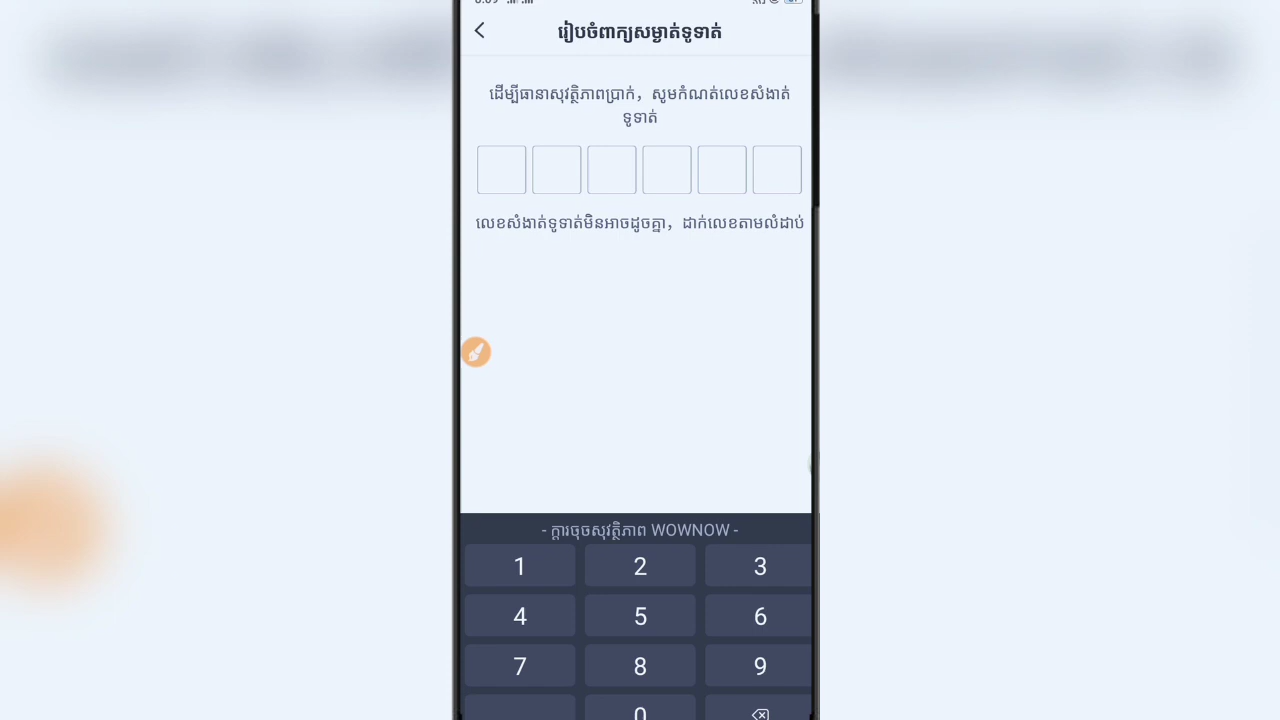 រៀបចំពាក្យសម្ងាត់ទូទាត់
ដើម្បីធានាសុវត្ថិភាពប្រាក់, សូមកំណត់លេខសំងាត់
ទូទាត់
លេខសំងាត់ទូទាត់មិនអាចដូចគ្នា, ដាក់លេខតាមលំដាប់
- ក្ដារចុចសុវត្ថិភាព WOWNOW -
1 2 3
4 5 6
7 8 9
0